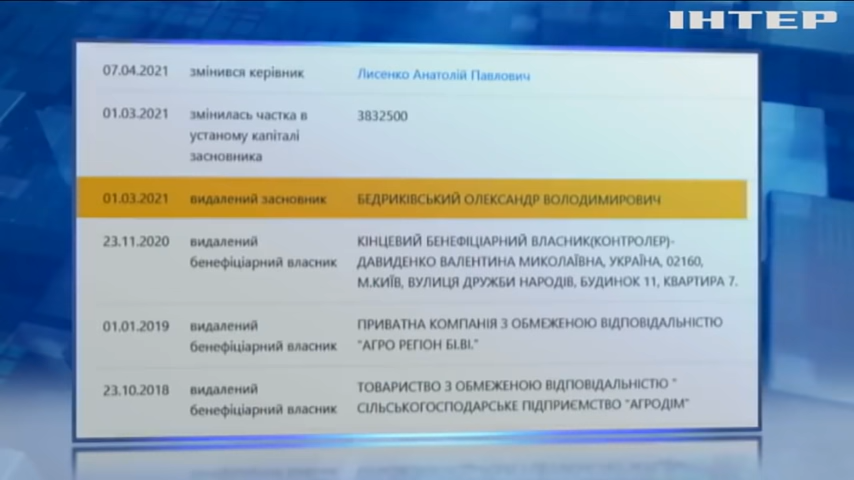 ІНТЕР
07.04.2021 змінився керівник Лисенко Анатолій Павлович
01.03.2021 змінилась частка в 3832500
устаному капіталі
засновника
01.03.2021 видалений засновник БЕДРИКІВСЬКИЙ ОЛЕКСАНДР ВОЛОДИМИРОВИЧ
23.11.2020 видалений КІНЦЕВИЙ БЕНЕФІЦІАРНИЙ ВЛАСНИК(КОНТРОЛЕР)-
бенефіціарний власник ДАВИДЕНКО ВАЛЕНТИНА МИКОЛАЇВНА, УКРАЇНА, 02160,
М.КИЇВ, ВУЛИЦЯ ДРУЖБИ НАРОДІВ, БУДИНОК 11, КВАРТИРА 7.
01.01.2019 видалений ПРИВАТНА КОМПАНІЯ З ОБМЕЖЕНОЮ ВІДПОВІДАЛЬНІСТЮ
бенефіціарний власник "АГРО РЕГІОН БІ.ВІ."
23.10.2018 видалений ТОВАРИСТВО З ОБМЕЖЕНОЮ ВІДПОВІДАЛЬНІСТЮ "
бенефіціарний власник СІЛЬСЬКОГОСПОДАРСЬКЕ ПІДПРИЄМСТВО "АГРОДІМ"